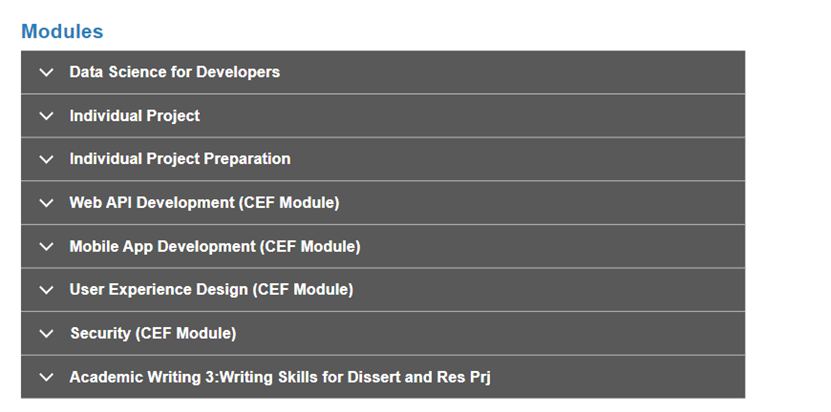 Modules
Data Science for Developers
Individual Project
Individual Project Preparation
Web API Development (CEF Module)
Mobile App Development (CEF Module)
User Experience Design (CEF Module)
Security (CEF Module)
Academic Writing 3:Writing Skills for Dissert and Res Prj